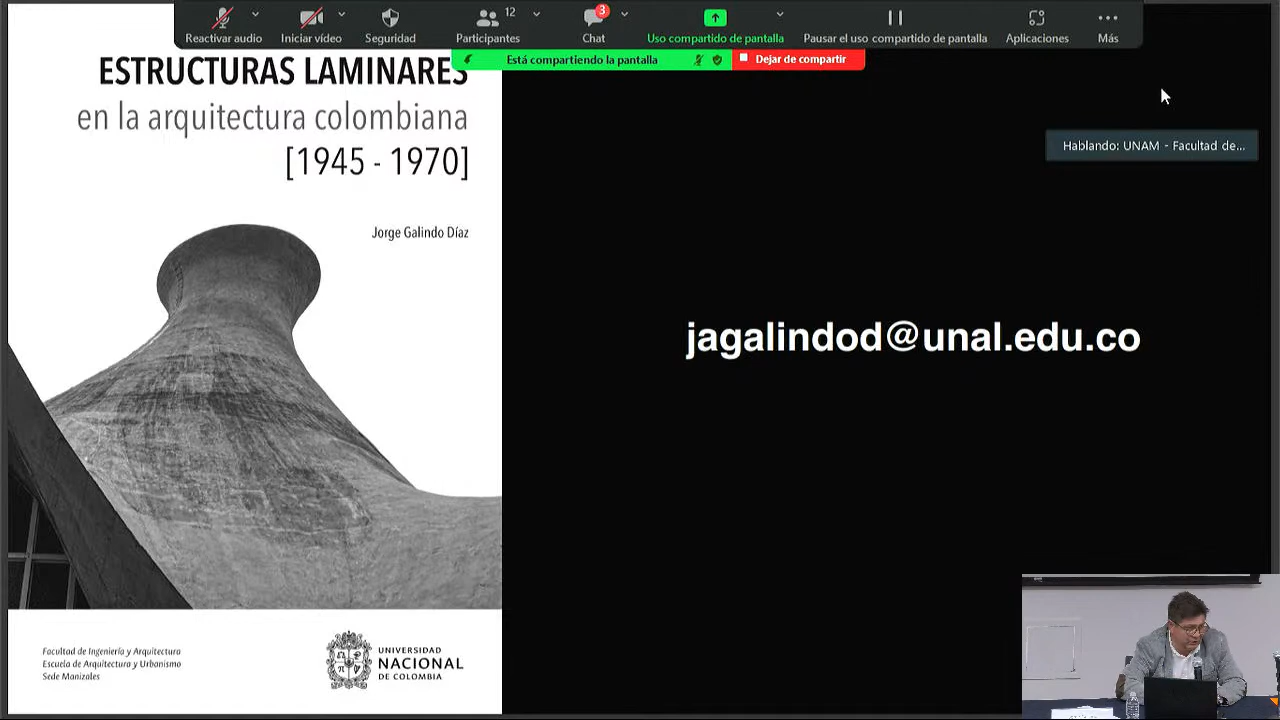 Reactivar audio
Iniciar vídeo
Seguridad
12
Participantes
3
Chat
Uso compartido de pantalla
Pausar el uso compartido de pantalla
Aplicaciones
Más
Está compartiendo la pantalla
Dejar de compartir
ESTRUCTURAS LAMINARES
en la arquitectura colombiana
[1945 - 1970]
Jorge Galindo Díaz
Hablando: UNAM - Facultad de...
jagalindod@unal.edu.co
Facultad de Ingeniería y Arquitectura
Escuela de Arquitectura y Urbanismo
Sede Manizales
UNIVERSIDAD
NACIONAL
DE COLOMBIA